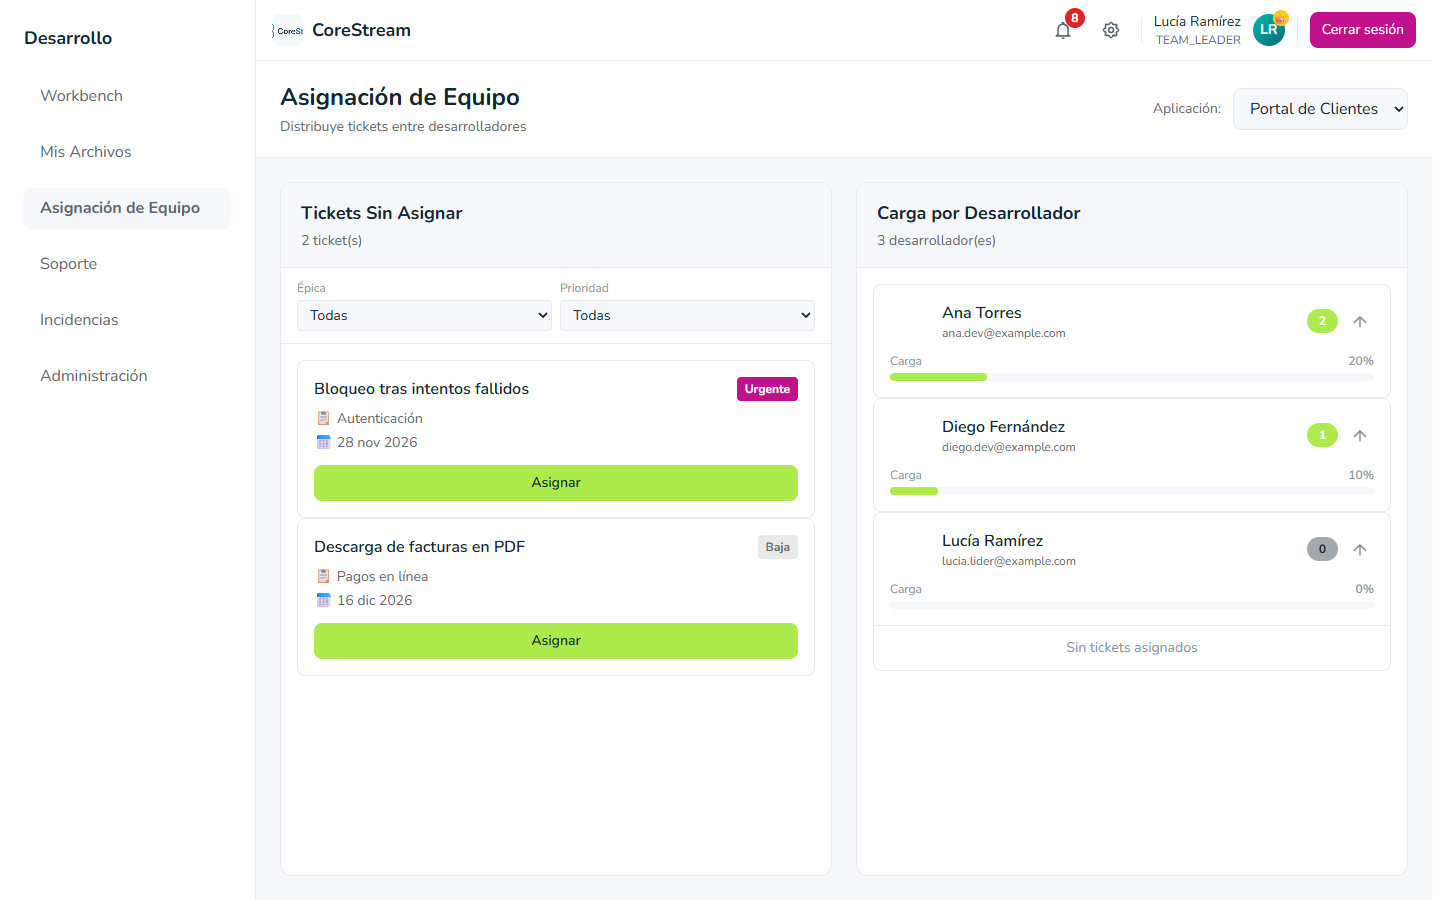 Desarrollo
Workbench
Mis Archivos
Asignación de Equipo
Soporte
Incidencias
Administración
CoreSt
CoreStream
8
Lucía Ramírez
TEAM_LEADER
LR
Cerrar sesión
Asignación de Equipo
Distribuye tickets entre desarrolladores
Aplicación:
Portal de Clientes
Tickets Sin Asignar
2 ticket(s)
Épica
Prioridad
Todas
Todas
Bloqueo tras intentos fallidos
Urgente
Autenticación
28 nov 2026
Asignar
Descarga de facturas en PDF
Baja
Pagos en línea
16 dic 2026
Asignar
Carga por Desarrollador
3 desarrollador(es)
Ana Torres
ana.dev@example.com
2
Carga
20%
Diego Fernández
diego.dev@example.com
1
Carga
10%
Lucía Ramírez
lucia.lider@example.com
0
Carga
0%
Sin tickets asignados